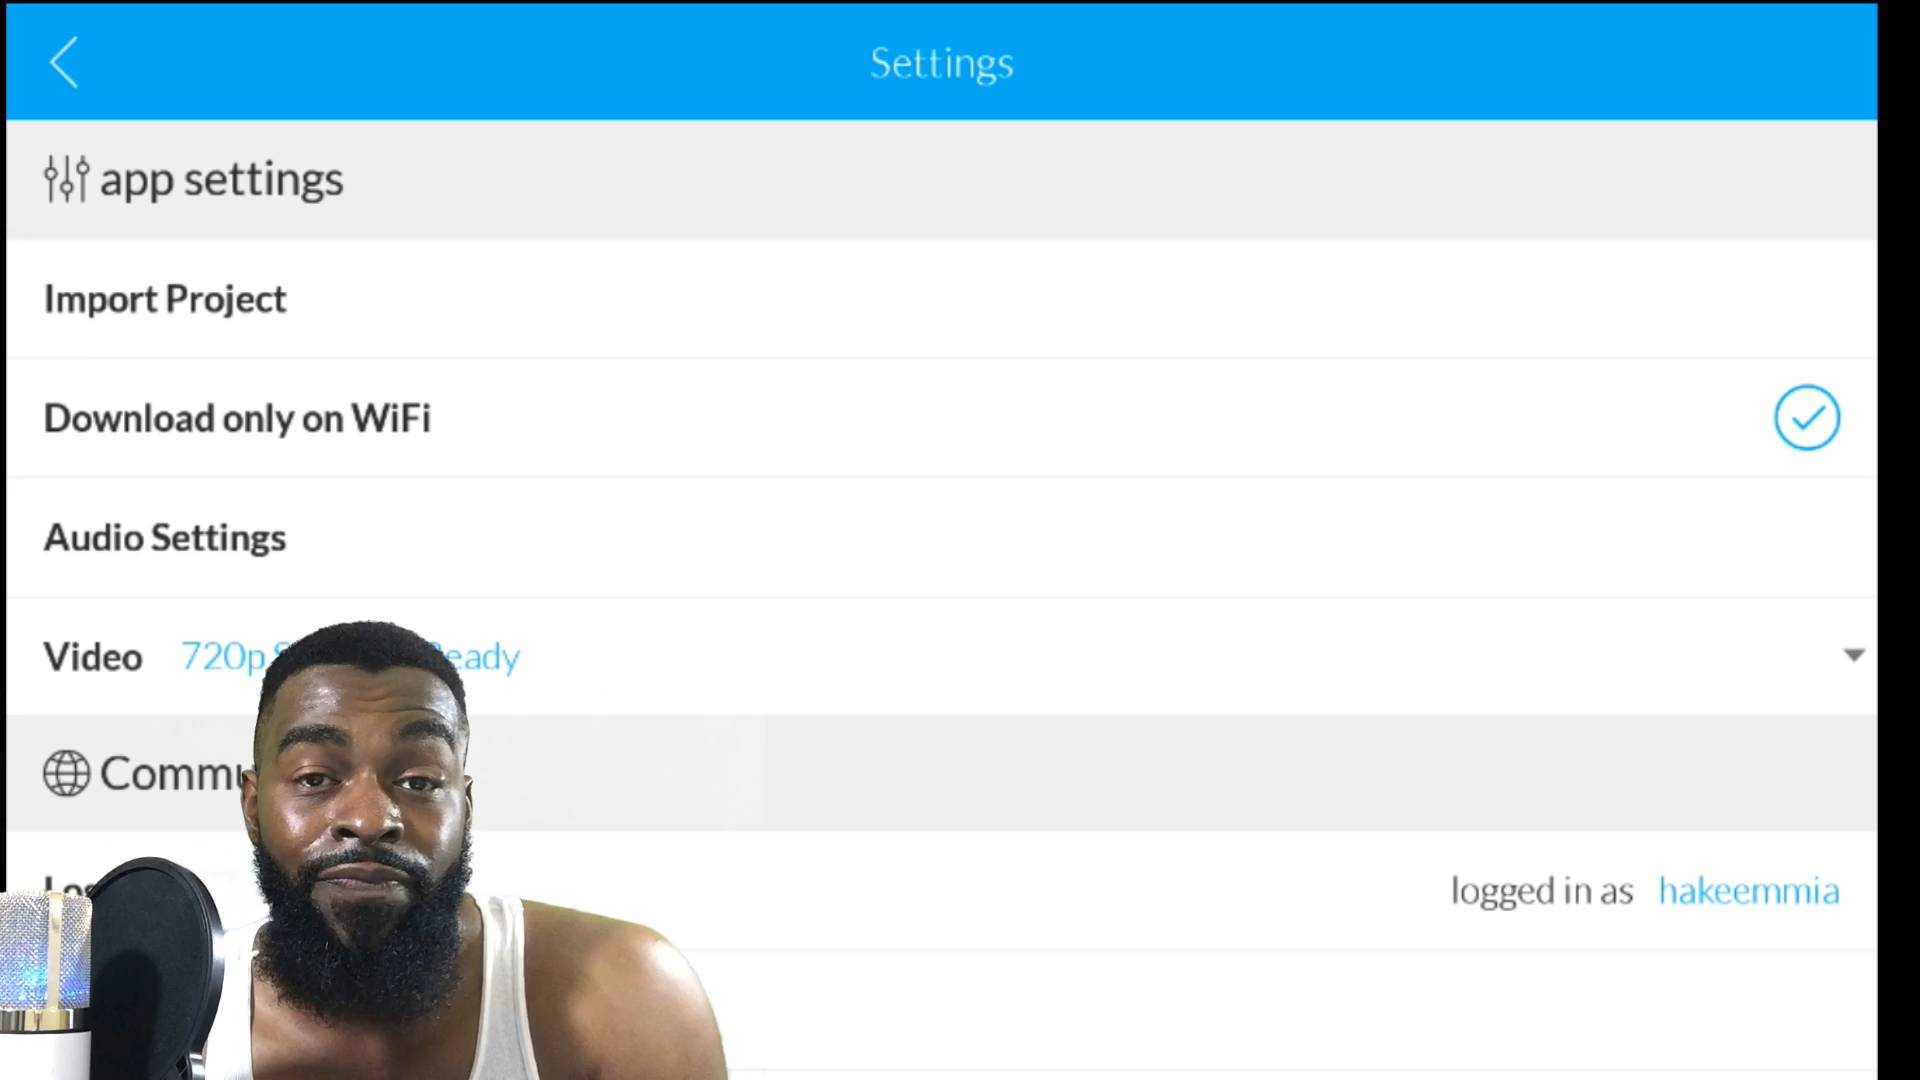 Settings
app settings
Import Project
Download only on WiFi
Audio Settings
Video 720p
logged in as hakeemmia